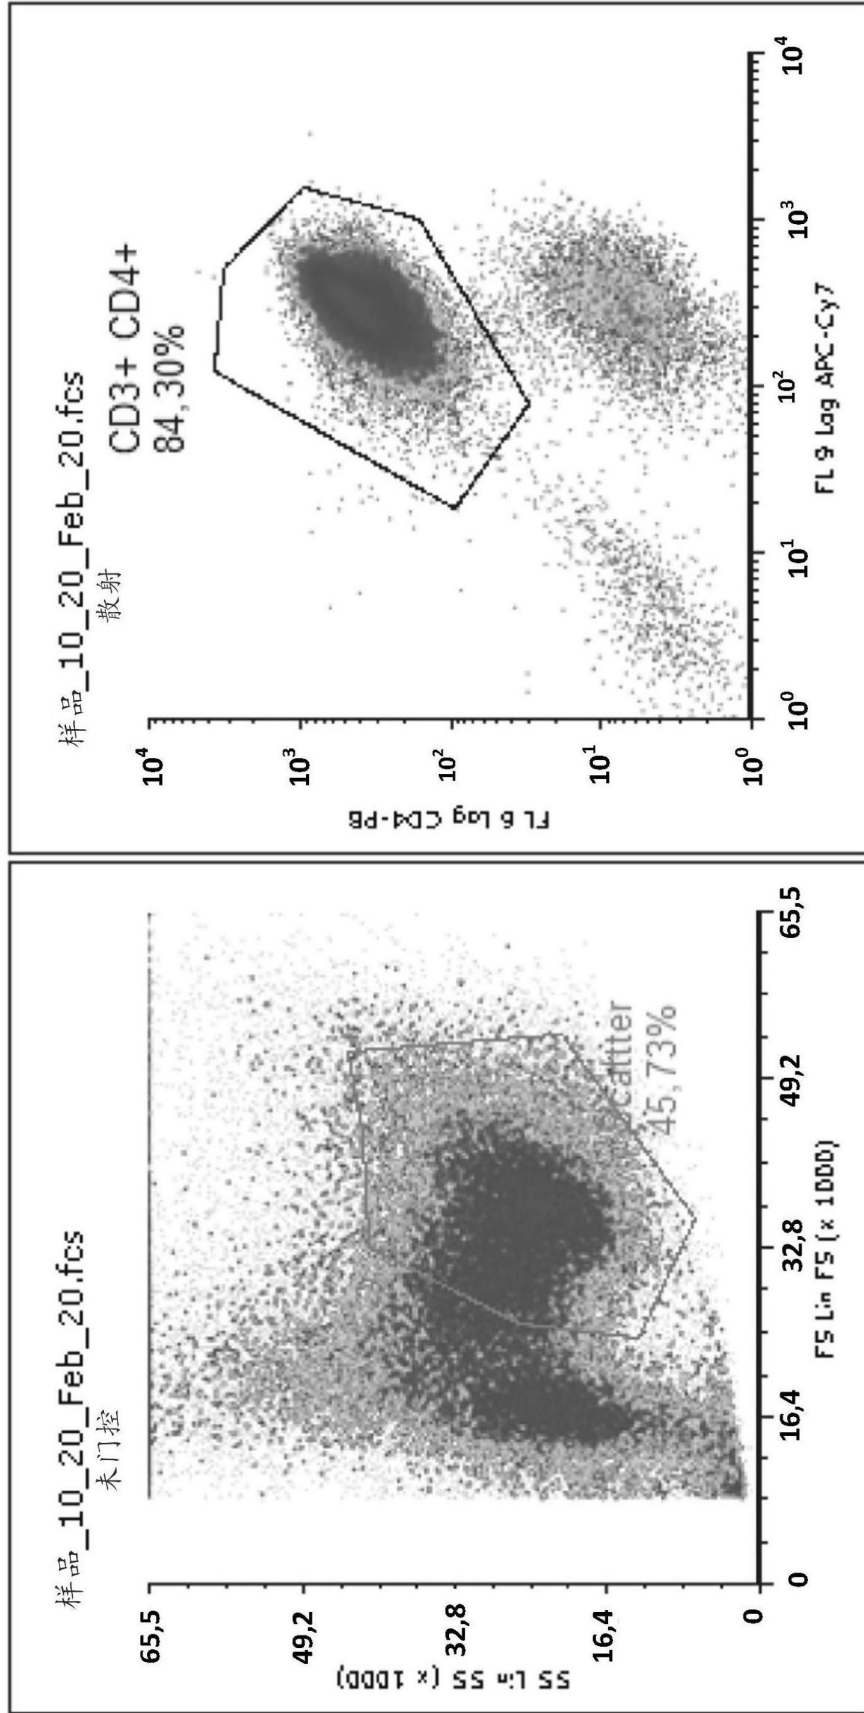 样品_10_20_Feb_20.fcs
未门控
65,5
49,2
32,8
16,4
0
SS Lin SS (x 1000)
45,73%
0
16,4
32,8
49,2
65,5
FS Lin FS (x 1000)
样品_10_20_Feb_20.fcs
散射
CD3+ CD4+
84,30%
10⁴
10³
10²
10¹
10⁰
FL 6 Log CD4-PB
10⁰
10¹
10²
10³
10⁴
FL 9 Log APC-Cy7